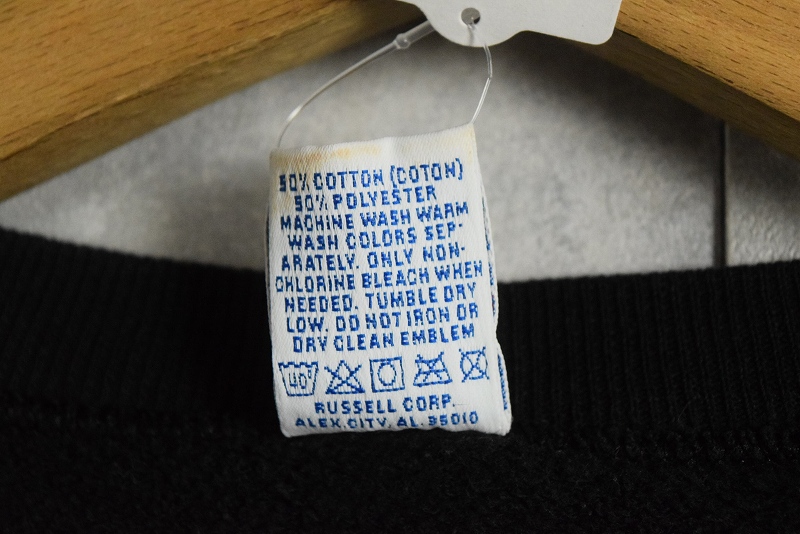 50% COTTON (COTON)
50% POLYESTER
MACHINE WASH WARM
WASH COLORS SEP-
ARATELY. ONLY NON-
CHLORINE BLEACH WHEN
NEEDED. TUMBLE DRY
LOW. DO NOT IRON OR
DRY CLEAN EMBLEM
40°
RUSSELL CORP.
ALEX. CITY, AL. 35010